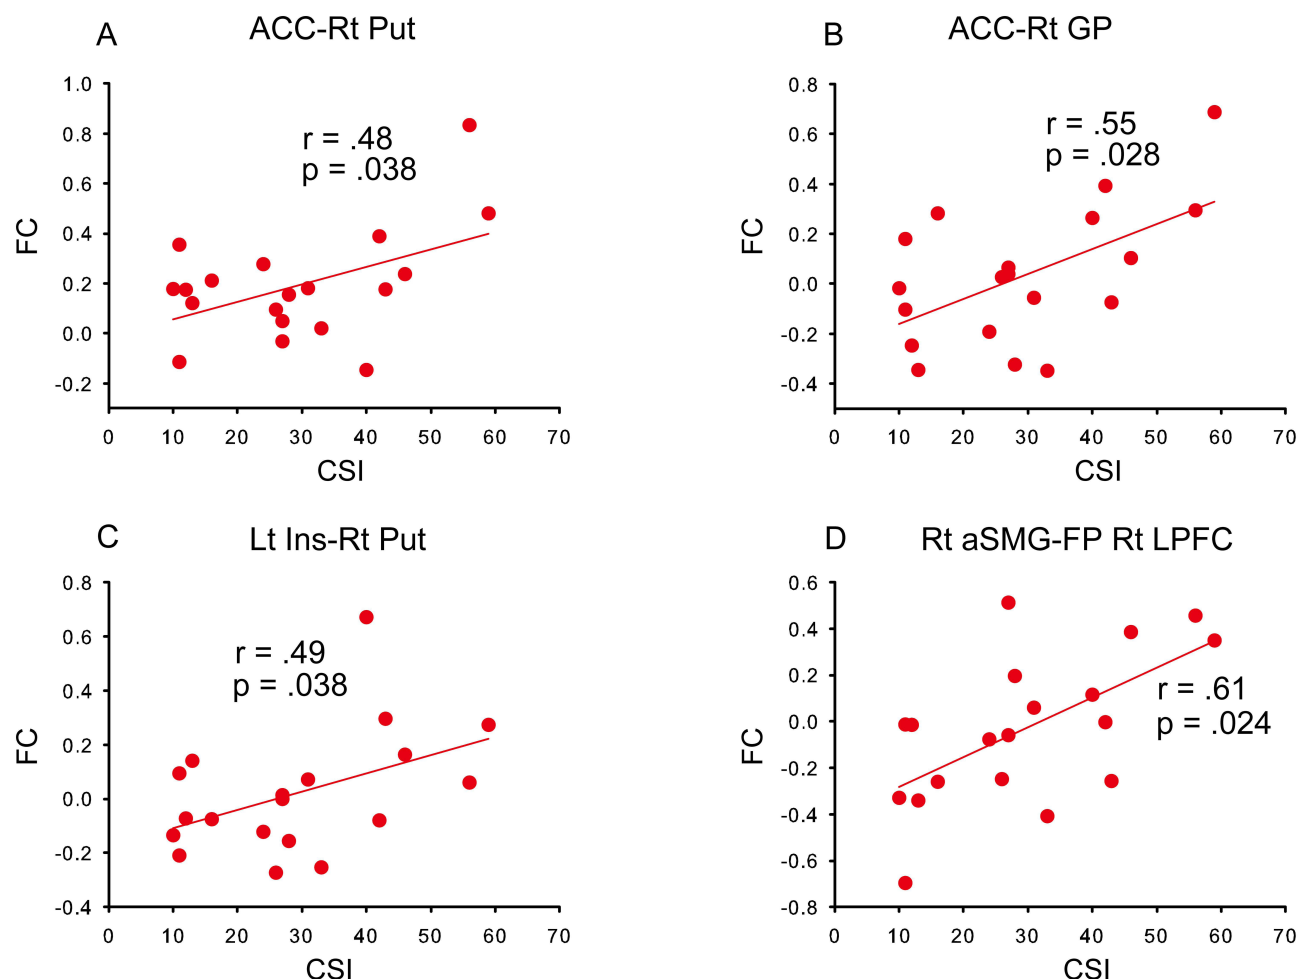 A
ACC-Rt Put
1.0
0.8
0.6
0.4
0.2
0.0
-0.2
FC
r = .48
p = .038
0 10 20 30 40 50 60 70
CSI
B
ACC-Rt GP
0.8
0.6
0.4
0.2
0.0
-0.2
-0.4
FC
r = .55
p = .028
0 10 20 30 40 50 60 70
CSI
C
Lt Ins-Rt Put
0.8
0.6
0.4
0.2
0.0
-0.2
-0.4
FC
r = .49
p = .038
0 10 20 30 40 50 60 70
CSI
D
Rt aSMG-FP Rt LPFC
0.6
0.4
0.2
0.0
-0.2
-0.4
-0.6
-0.8
FC
r = .61
p = .024
0 10 20 30 40 50 60 70
CSI